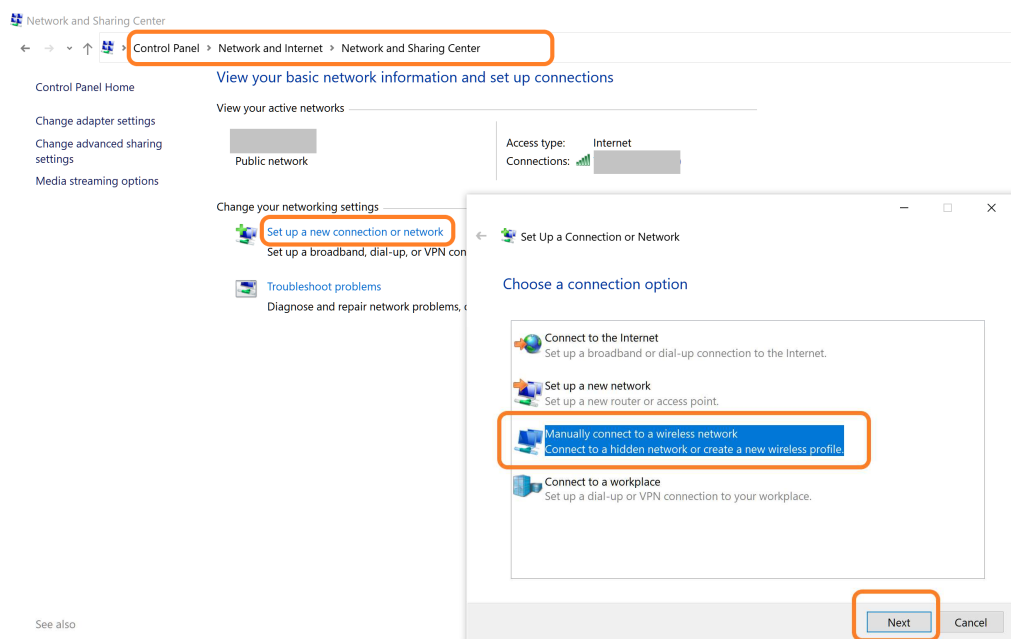 Network and Sharing Center
Control Panel > Network and Internet > Network and Sharing Center
Control Panel Home
Change adapter settings
Change advanced sharing
settings
Media streaming options
See also
View your basic network information and set up connections
View your active networks
Public network
Access type: Internet
Connections:
Change your networking settings
Set up a new connection or network
Set up a broadband, dial-up, or VPN con
Troubleshoot problems
Diagnose and repair network problems,
Set Up a Connection or Network
Choose a connection option
Connect to the Internet
Set up a broadband or dial-up connection to the Internet.
Set up a new network
Set up a new router or access point.
Manually connect to a wireless network
Connect to a hidden network or create a new wireless profile.
Connect to a workplace
Set up a dial-up or VPN connection to your workplace.
Next
Cancel